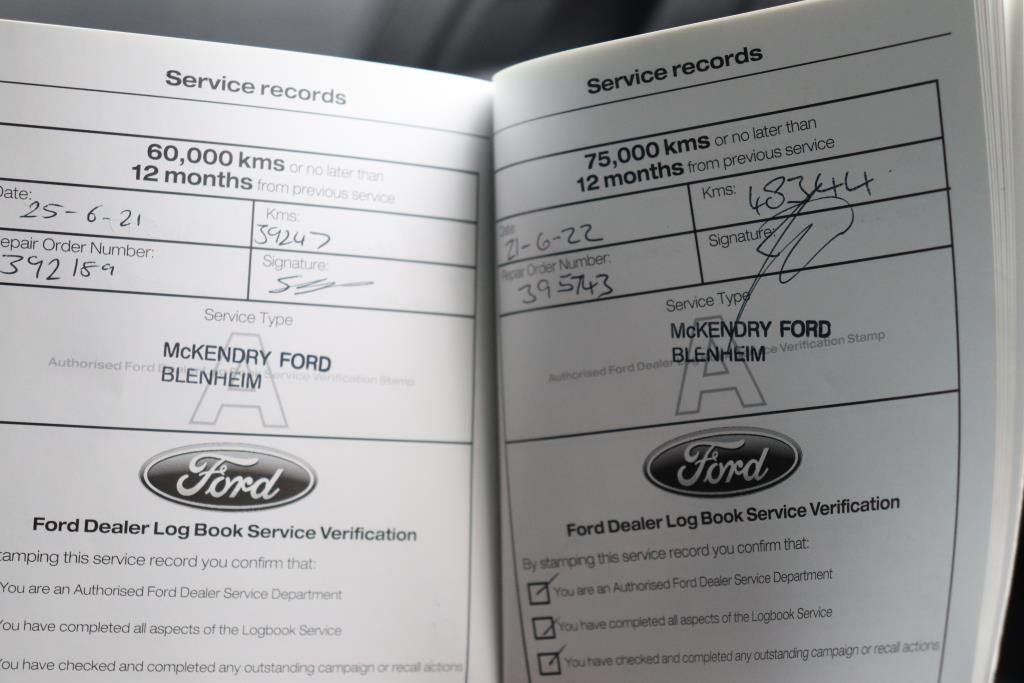 Service records
60,000 kms or no later than
12 months from previous service
Date:
25-6-21
Kms:
39247
epair Order Number:
392189
Signature:
Service Type
A
McKENDRY FORD
BLENHEIM
Authorised Ford Dealer Log Book Service Verification Stamp
Ford
Ford Dealer Log Book Service Verification
tamping this service record you confirm that:
You are an Authorised Ford Dealer Service Department
You have completed all aspects of the Logbook Service
You have checked and completed any outstanding campaign or recall actions
Service records
75,000 kms or no later than
12 months from previous service
Date:
21-6-22
Kms:
48344
Repair Order Number:
395743
Signature:
Service Type
A
McKENDRY FORD
BLENHEIM
Authorised Ford Dealer Log Book Service Verification Stamp
Ford
Ford Dealer Log Book Service Verification
By stamping this service record you confirm that:
You are an Authorised Ford Dealer Service Department
You have completed all aspects of the Logbook Service
You have checked and completed any outstanding campaign or recall actions